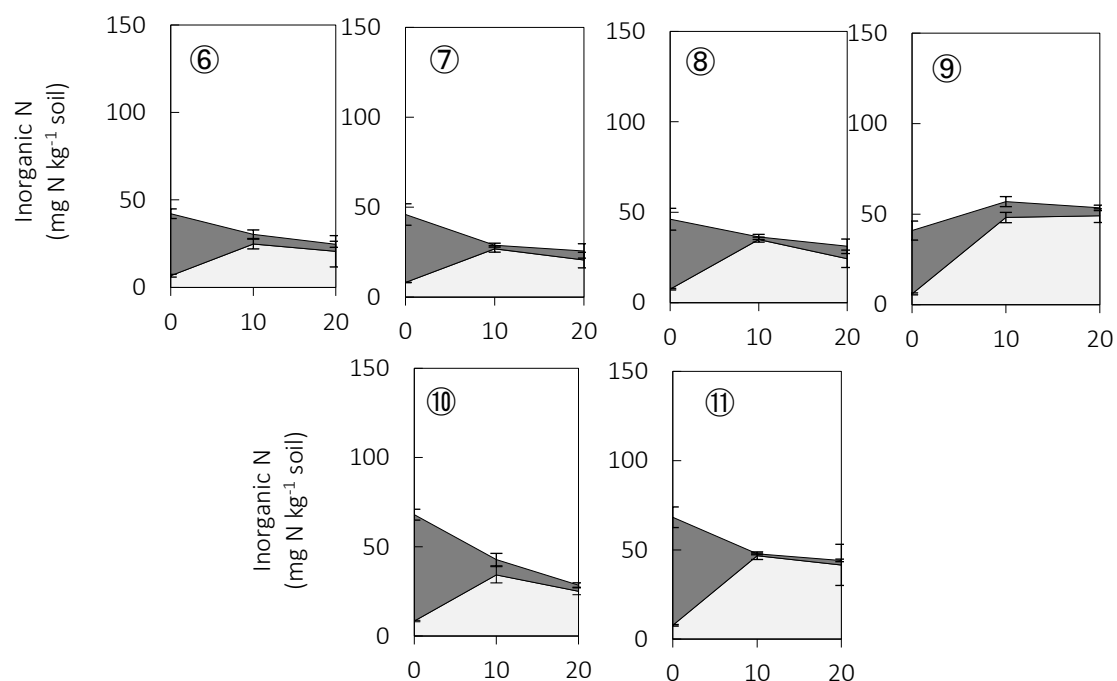 150 150 150 150
⑥ ⑦ ⑧ ⑨
100 100 100 100
Inorganic N
(mg N kg⁻¹ soil)
50 50 50 50
0 0 0 0
0 10 20 0 10 20 0 10 20 0 10 20
150 150
⑩ ⑪
100 100
Inorganic N
(mg N kg⁻¹ soil)
50 50
0 0
0 10 20 0 10 20